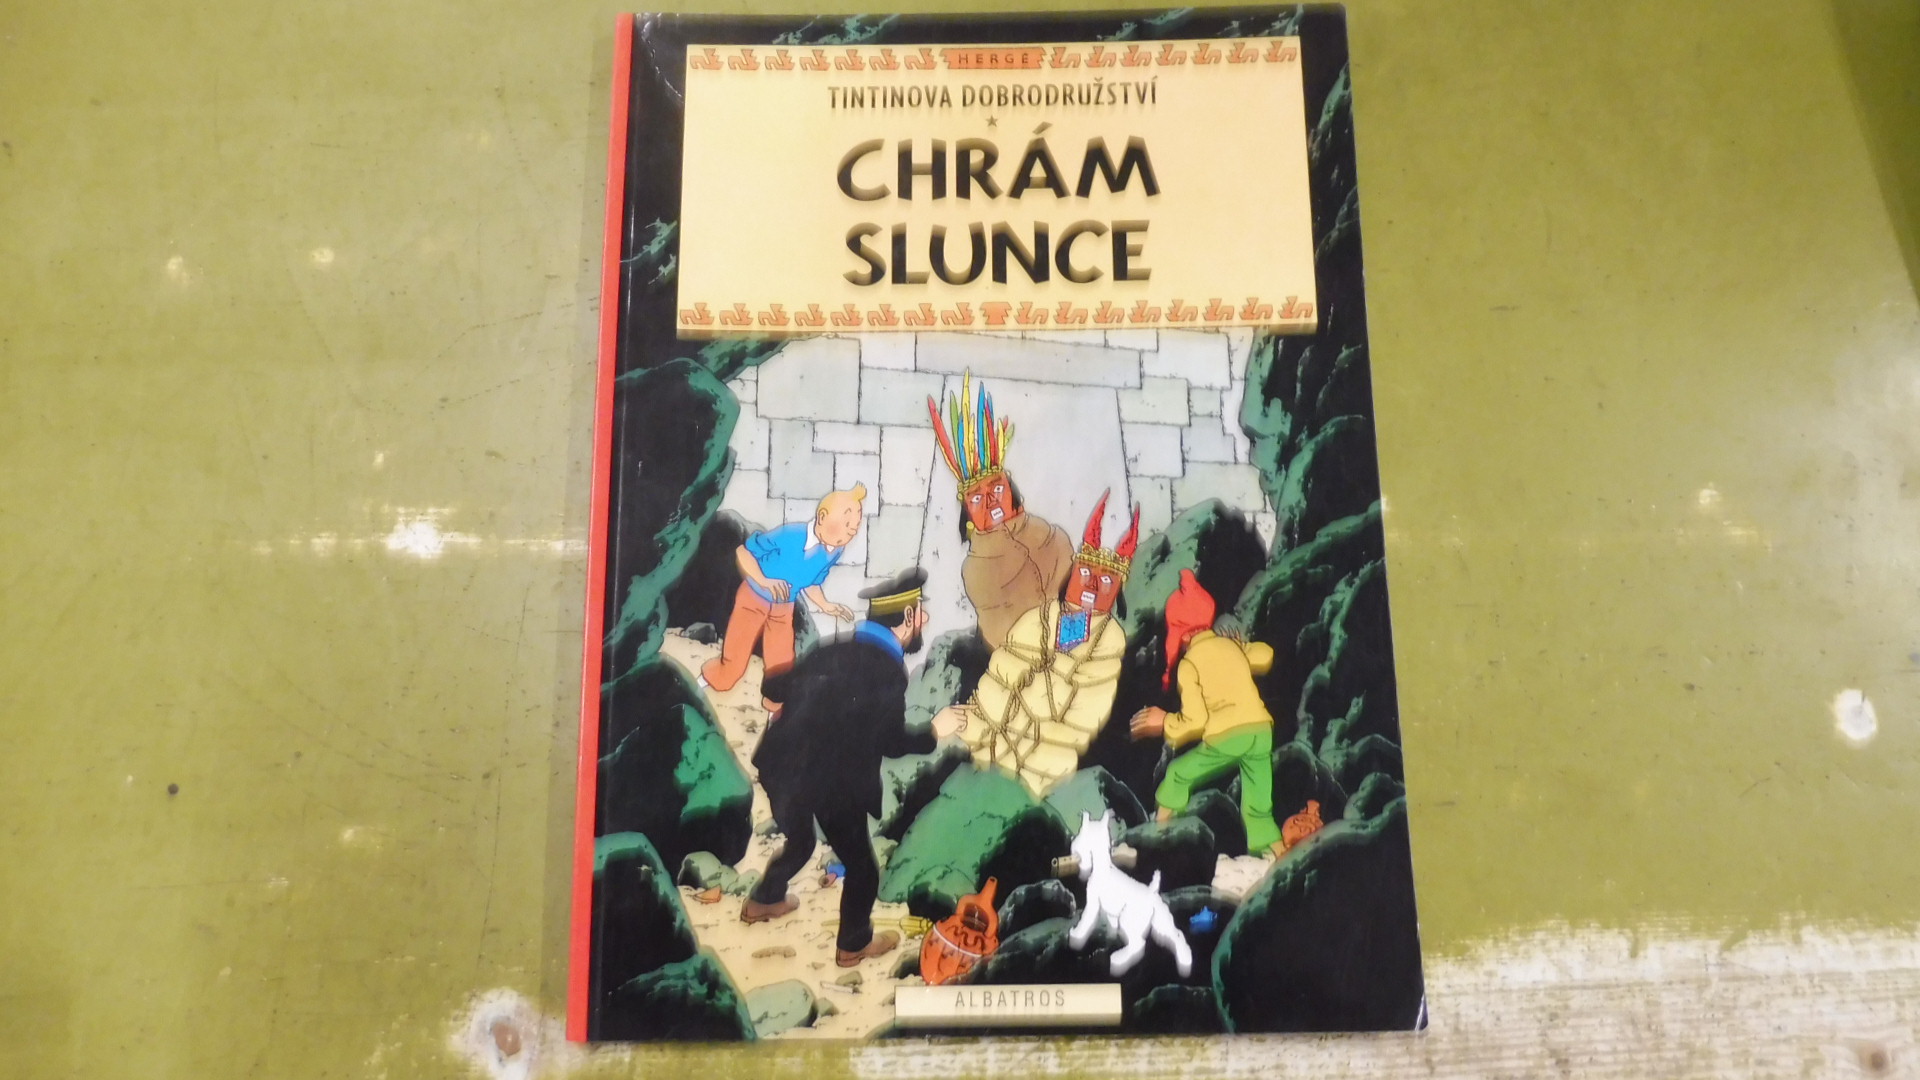 HERGÉ
TINTINOVA DOBRODRUŽSTVÍ
CHRÁM
SLUNCE
ALBATROS